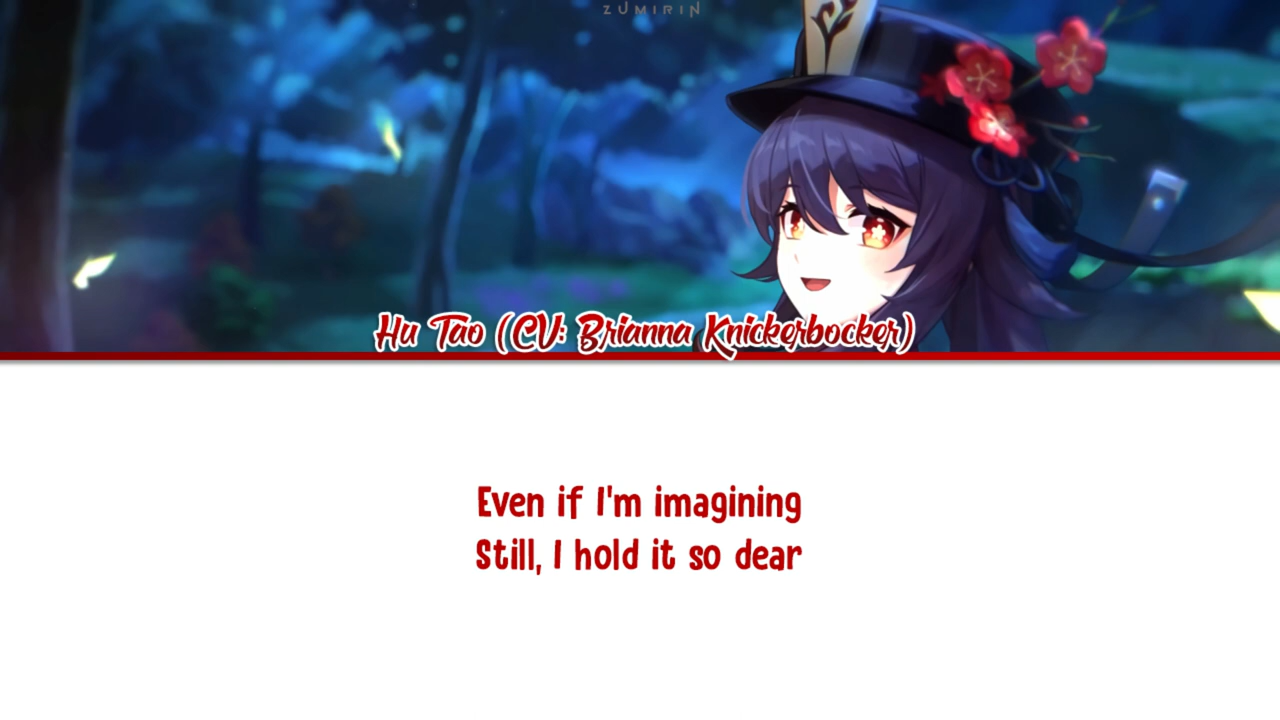 ZUMIRIN
Hu Tao (CV: Brianna Knickerbocker)
Even if I'm imagining
Still, I hold it so dear